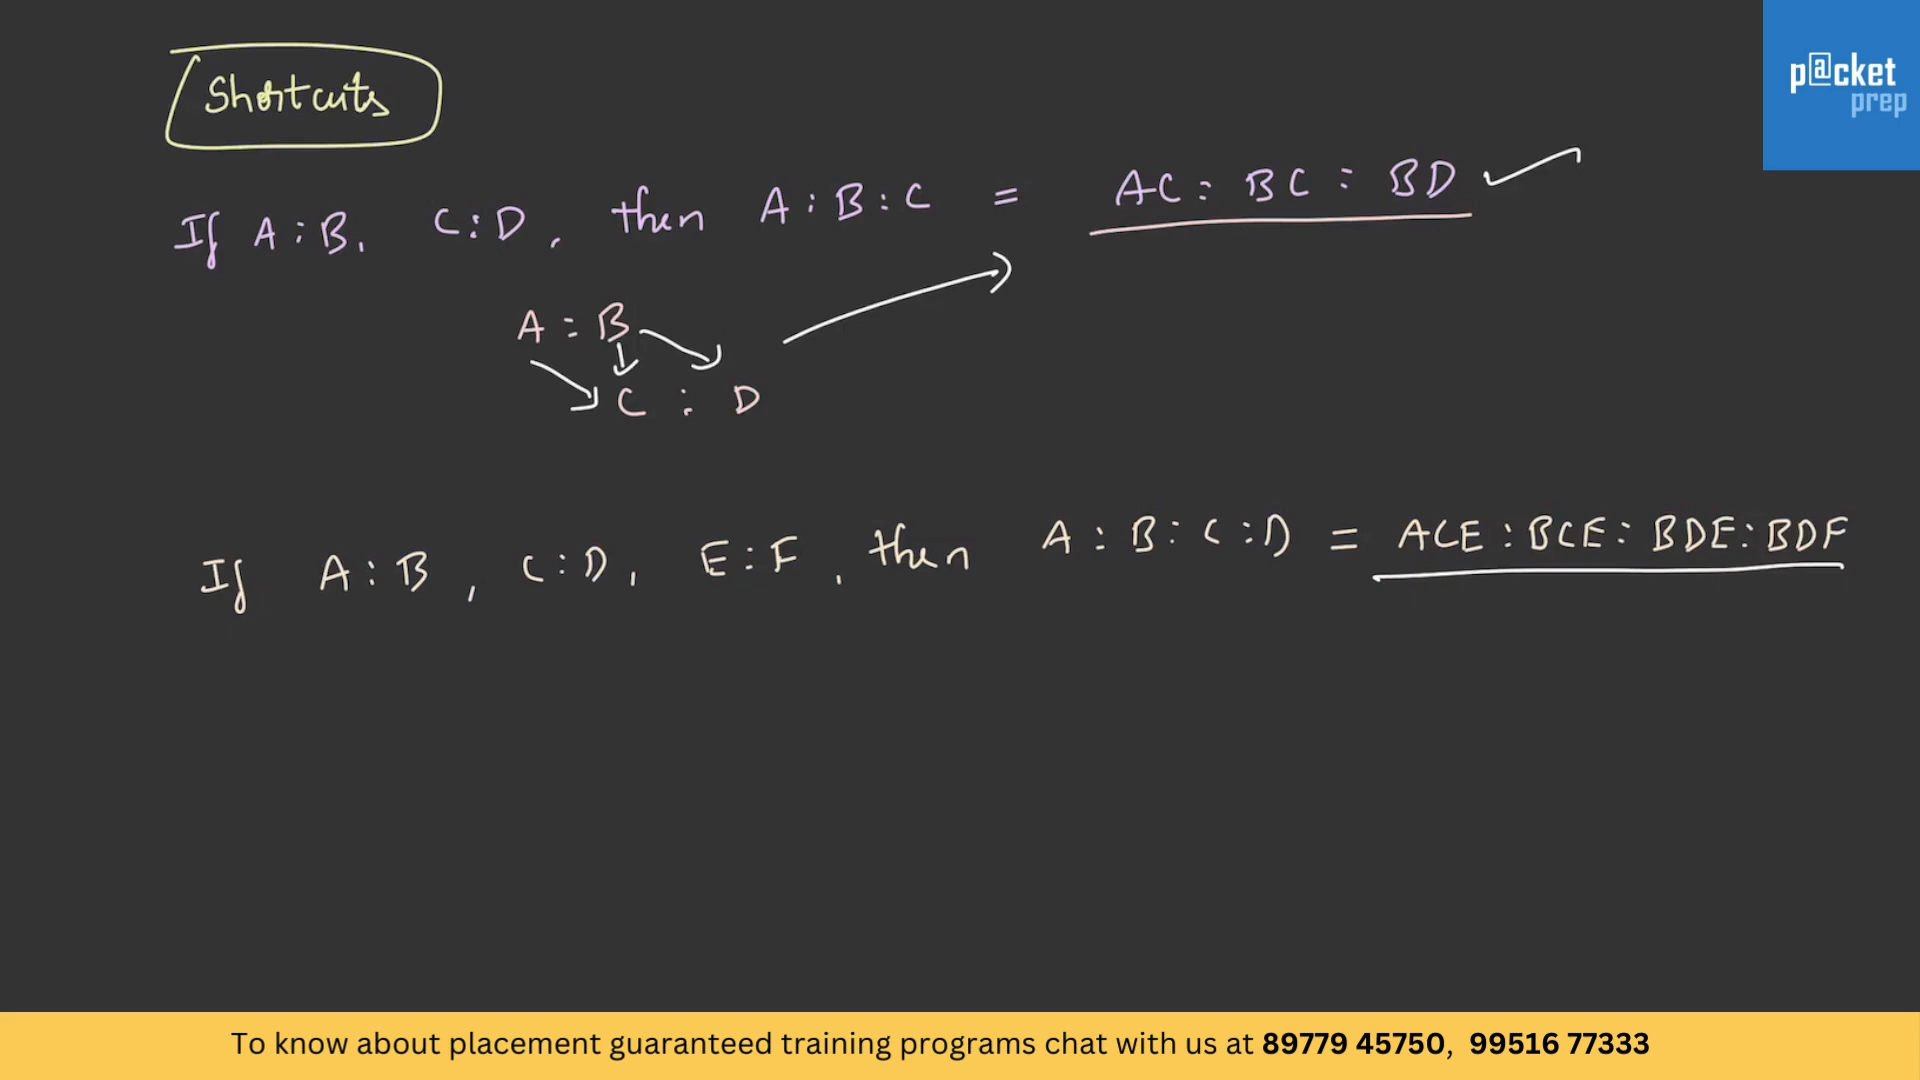 Shortcuts
p@cket
prep
If A:B, C:D, then A:B:C = AC:BC:BD
A:B
C:D
If A:B, C:D, E:F, then A:B:C:D = ACE:BCE:BDE:BDF
To know about placement guaranteed training programs chat with us at 89779 45750, 99516 77333